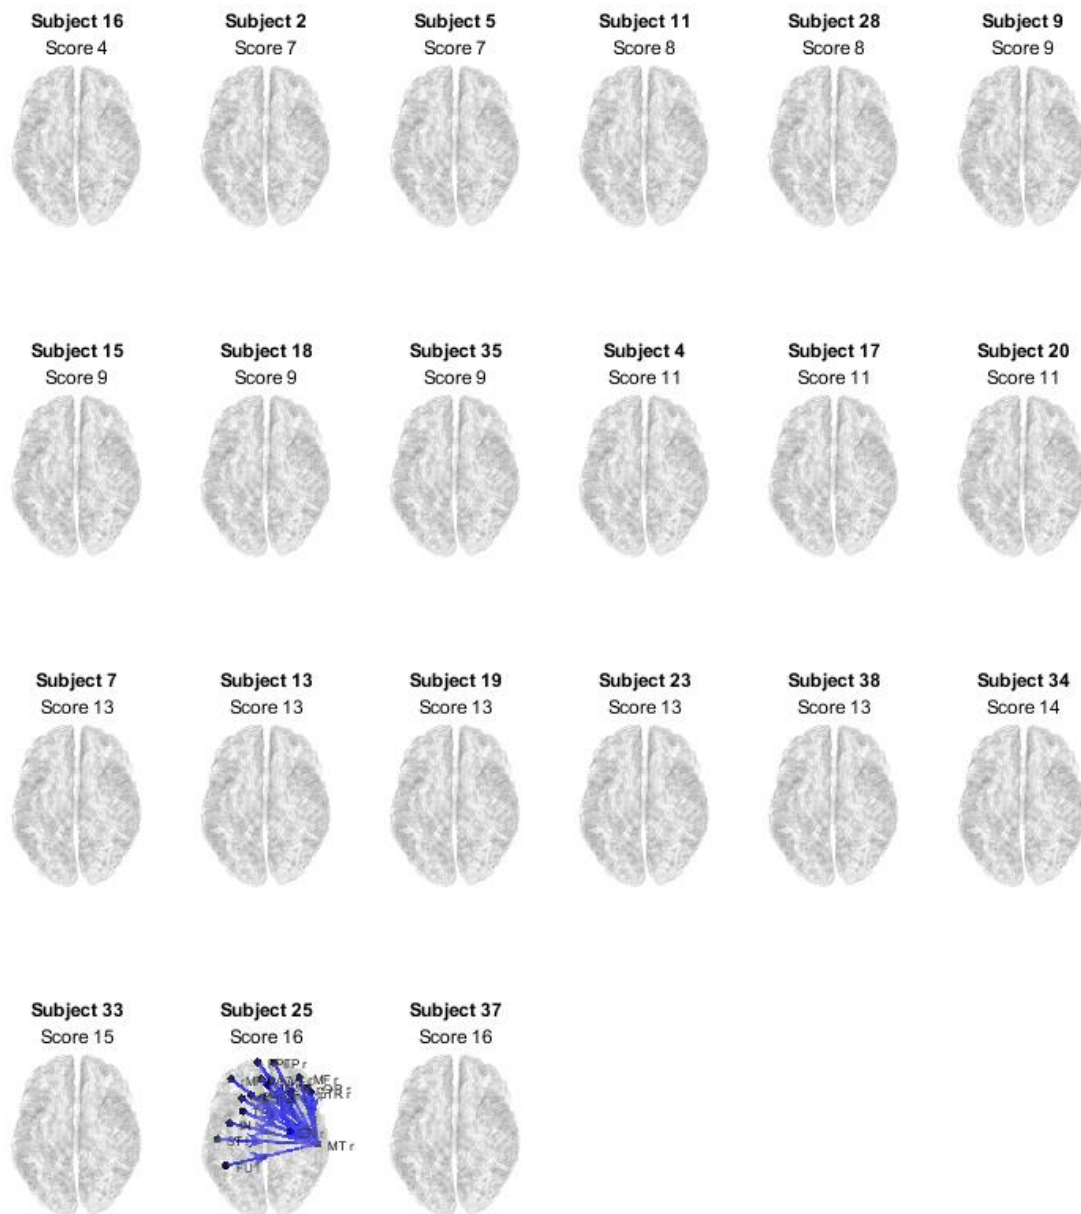 Subject 16 Subject 2 Subject 5 Subject 11 Subject 28 Subject 9
Score 4 Score 7 Score 7 Score 8 Score 8 Score 9
Subject 15 Subject 18 Subject 35 Subject 4 Subject 17 Subject 20
Score 9 Score 9 Score 9 Score 11 Score 11 Score 11
Subject 7 Subject 13 Subject 19 Subject 23 Subject 38 Subject 34
Score 13 Score 13 Score 13 Score 13 Score 13 Score 14
Subject 33 Subject 25 Subject 37
Score 15 Score 16 Score 16
MT r